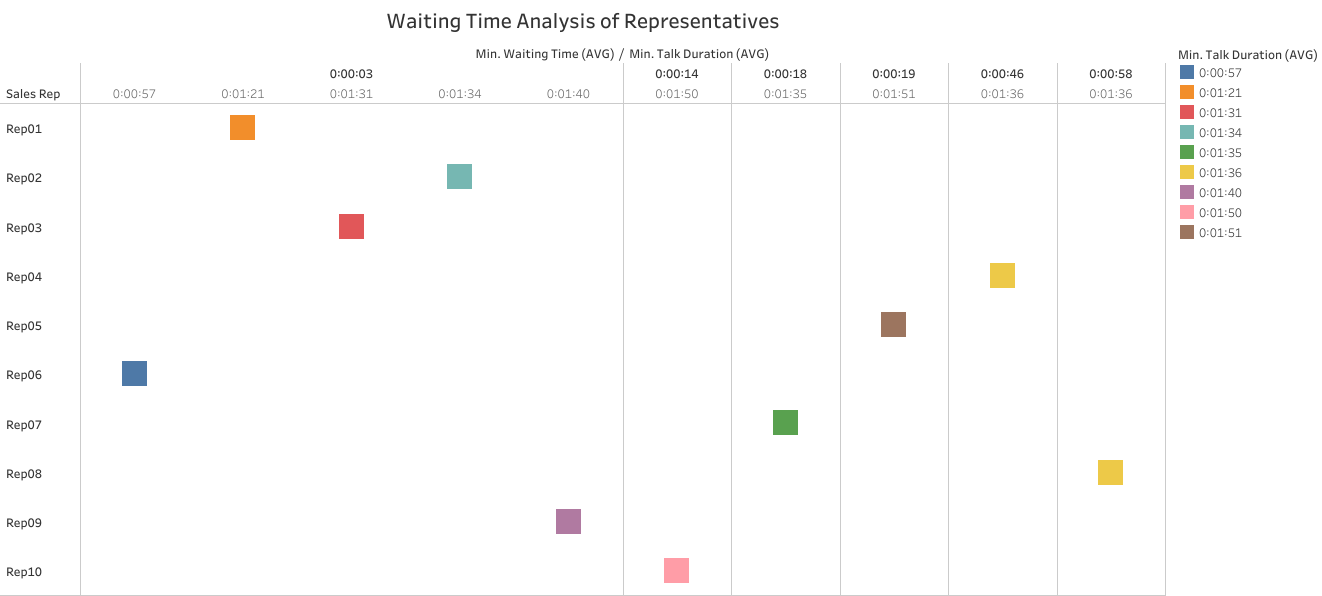 Waiting Time Analysis of Representatives
Min. Waiting Time (AVG) / Min. Talk Duration (AVG)
0:00:03 0:00:14 0:00:18 0:00:19 0:00:46 0:00:58
Sales Rep 0:00:57 0:01:21 0:01:31 0:01:34 0:01:40 0:01:50 0:01:35 0:01:51 0:01:36 0:01:36
Rep01
Rep02
Rep03
Rep04
Rep05
Rep06
Rep07
Rep08
Rep09
Rep10
Min. Talk Duration (AVG)
0:00:57
0:01:21
0:01:31
0:01:34
0:01:35
0:01:36
0:01:40
0:01:50
0:01:51